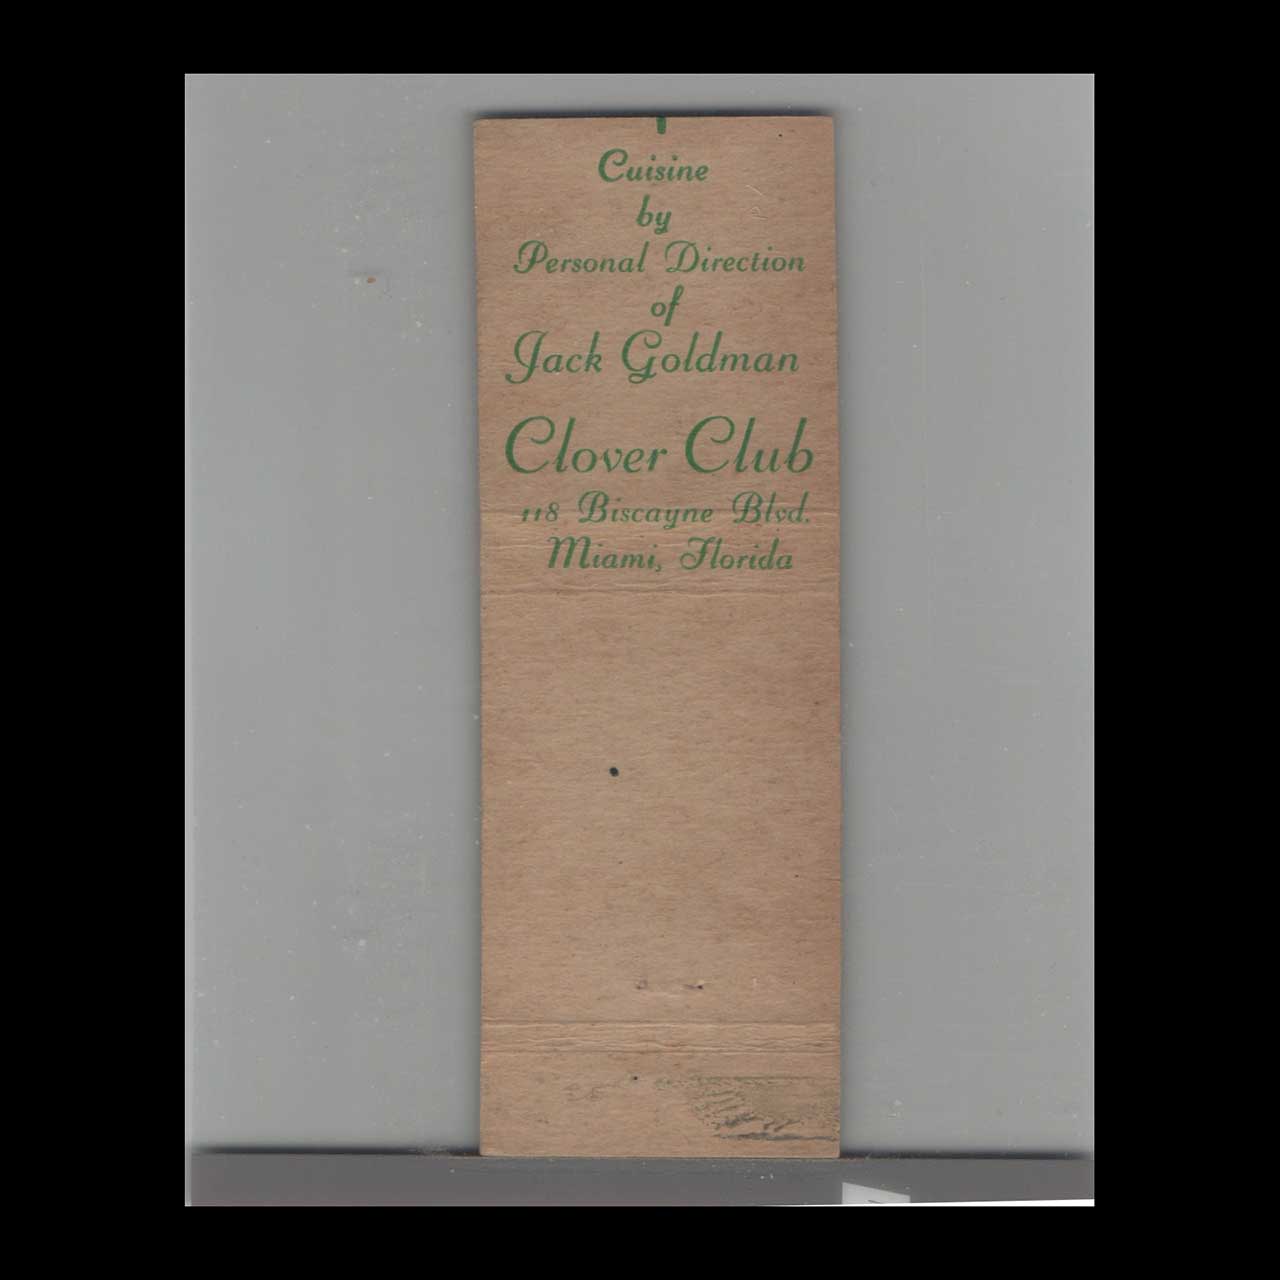 Cuisine
by
Personal Direction
of
Jack Goldman
Clover Club
118 Biscayne Blvd.
Miami, Florida